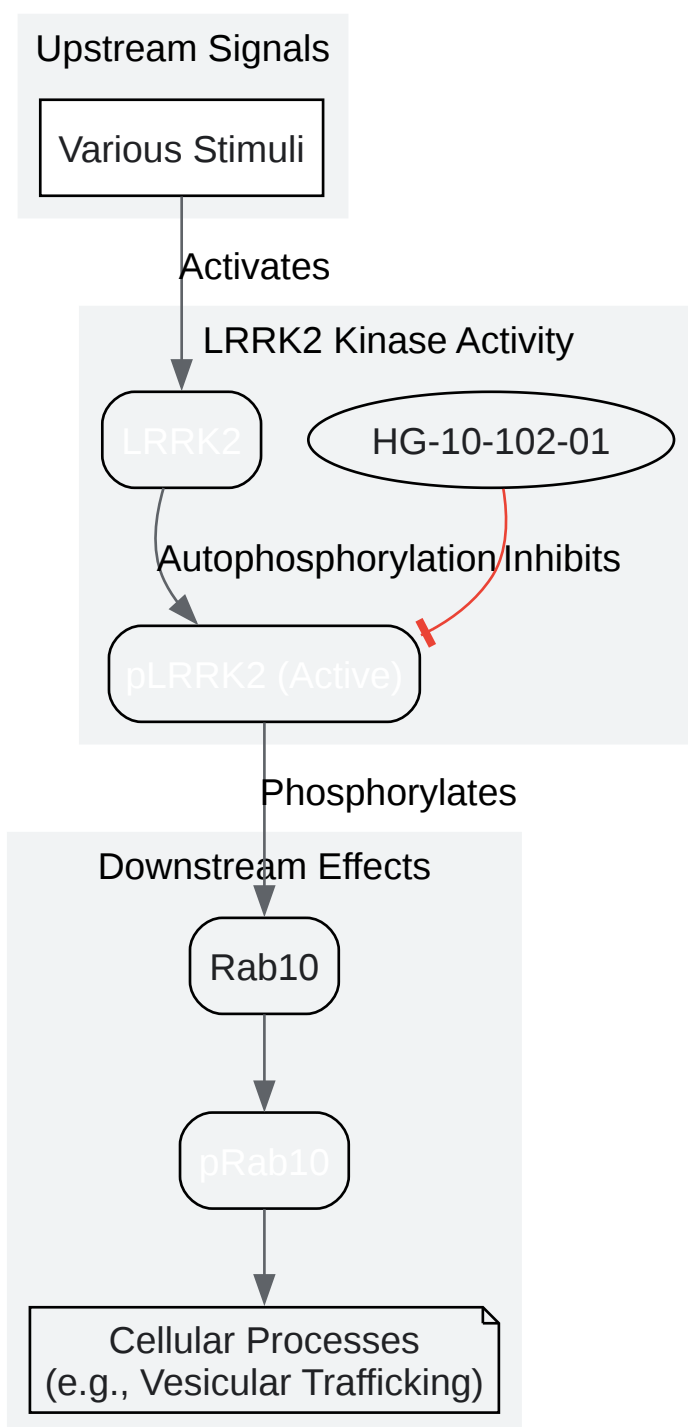 Upstream Signals
Various Stimuli
Activates
LRRK2 Kinase Activity
LRRK2
HG-10-102-01
Autophosphorylation
Inhibits
pLRRK2 (Active)
Phosphorylates
Downstream Effects
Rab10
pRab10
Cellular Processes
(e.g., Vesicular Trafficking)